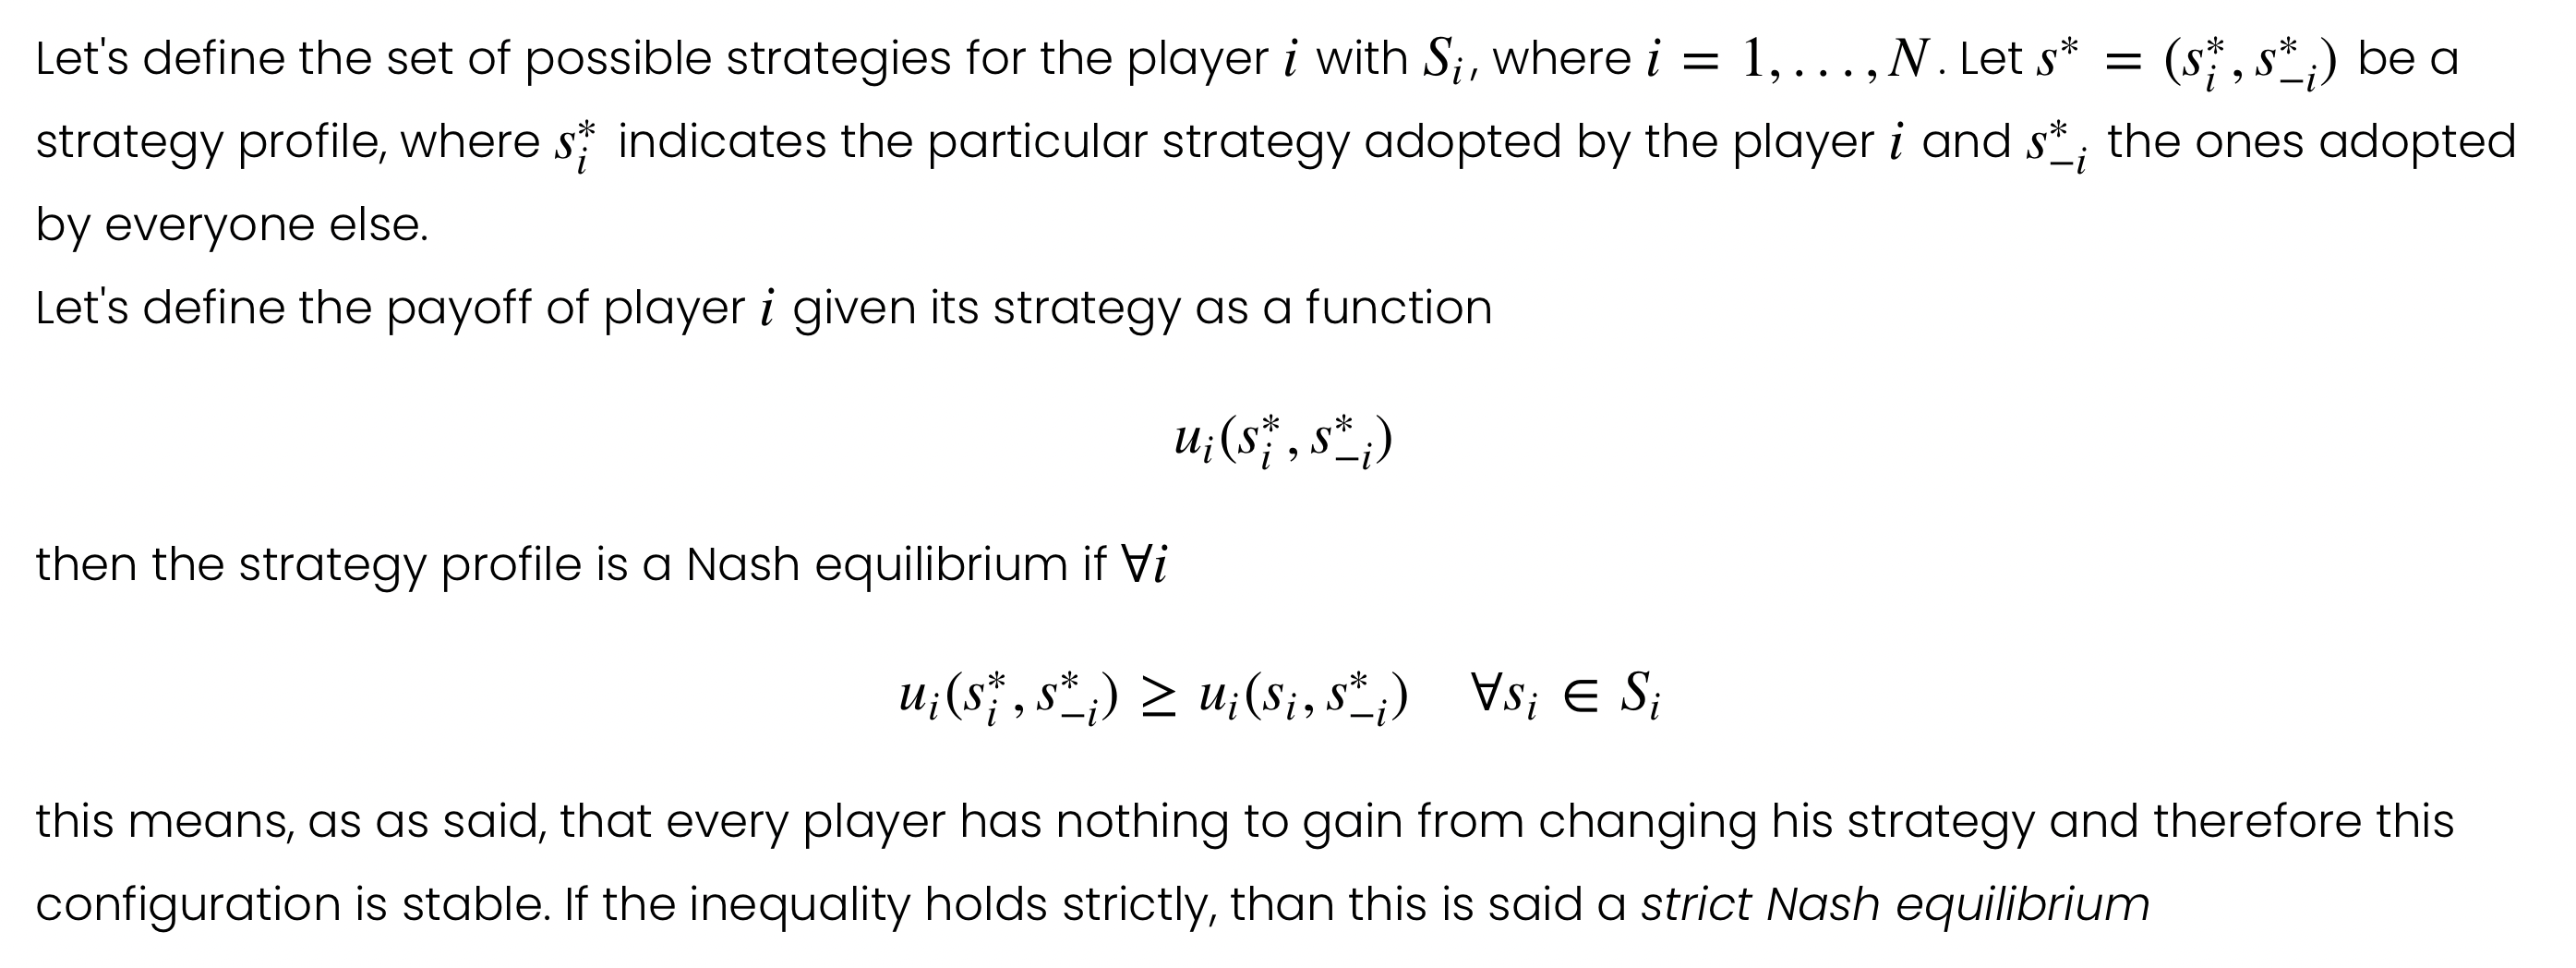 Let's define the set of possible strategies for the player $i$ with $S_i$, where $i = 1, \ldots, N$. Let $s^* = (s_i^*, s_{-i}^*)$ be a
strategy profile, where $s_i^*$ indicates the particular strategy adopted by the player $i$ and $s_{-i}^*$ the ones adopted
by everyone else.
Let's define the payoff of player $i$ given its strategy as a function
$u_i(s_i^*, s_{-i}^*)$
then the strategy profile is a Nash equilibrium if $\forall i$
$u_i(s_i^*, s_{-i}^*) \geq u_i(s_i, s_{-i}^*) \quad \forall s_i \in S_i$
this means, as as said, that every player has nothing to gain from changing his strategy and therefore this
configuration is stable. If the inequality holds strictly, than this is said a strict Nash equilibrium